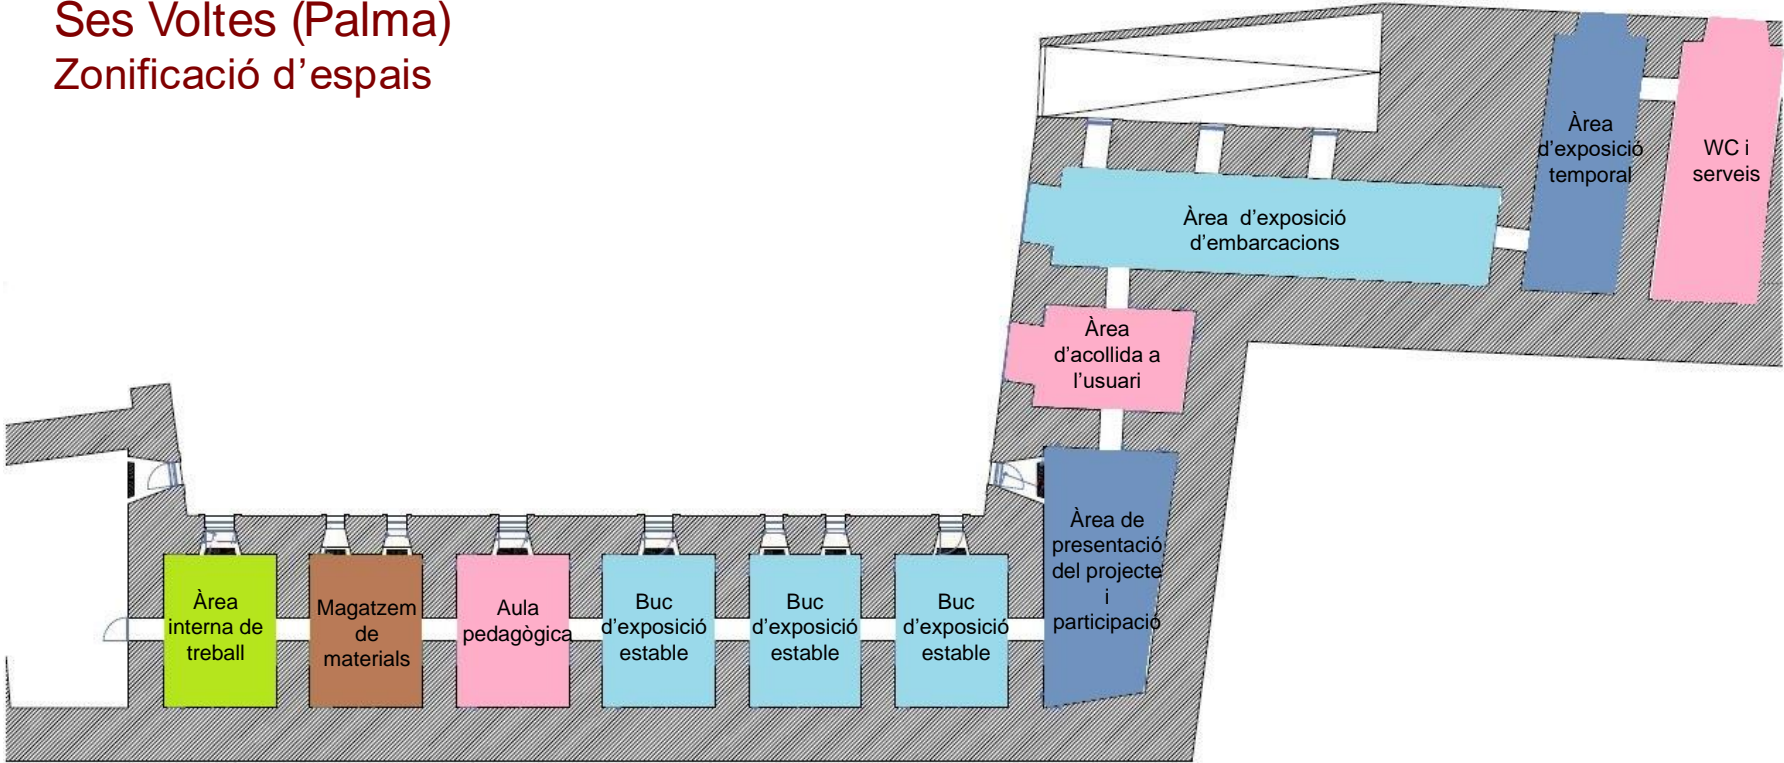 Ses Voltes (Palma)
Zonificació d’espais
Àrea
d’exposició
temporal
WC i
serveis
Àrea d’exposició
d’embarcacions
Àrea
d’acollida a
l’usuari
Àrea de
presentació
del projecte
i
participació
Àrea
interna de
treball
Magatzem
de
materials
Aula
pedagògica
Buc
d’exposició
estable
Buc
d’exposició
estable
Buc
d’exposició
estable